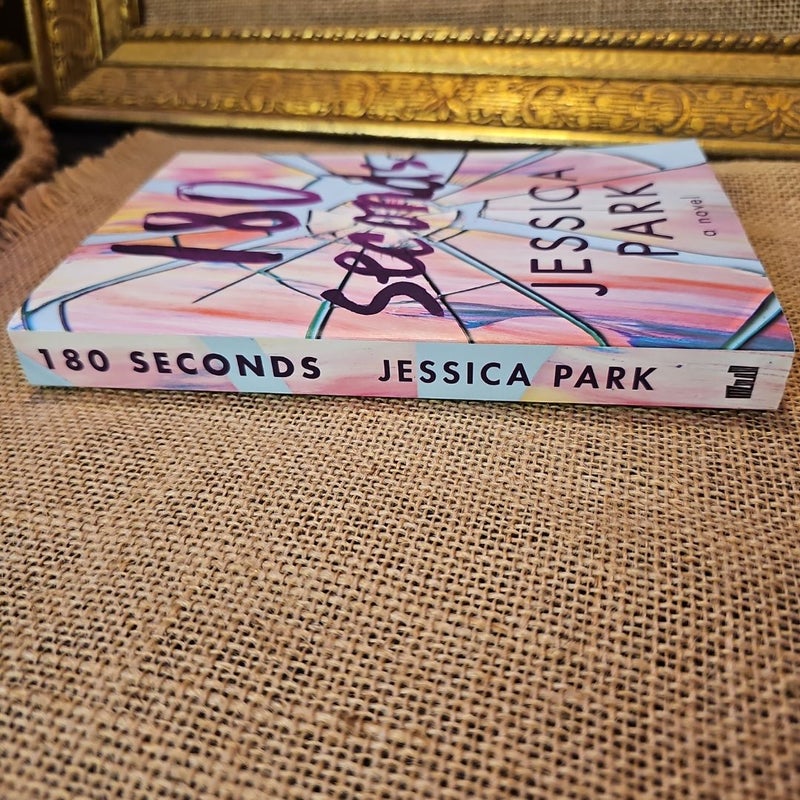 180
Seconds
JESSICA
PARK
a novel
180 SECONDS JESSICA PARK